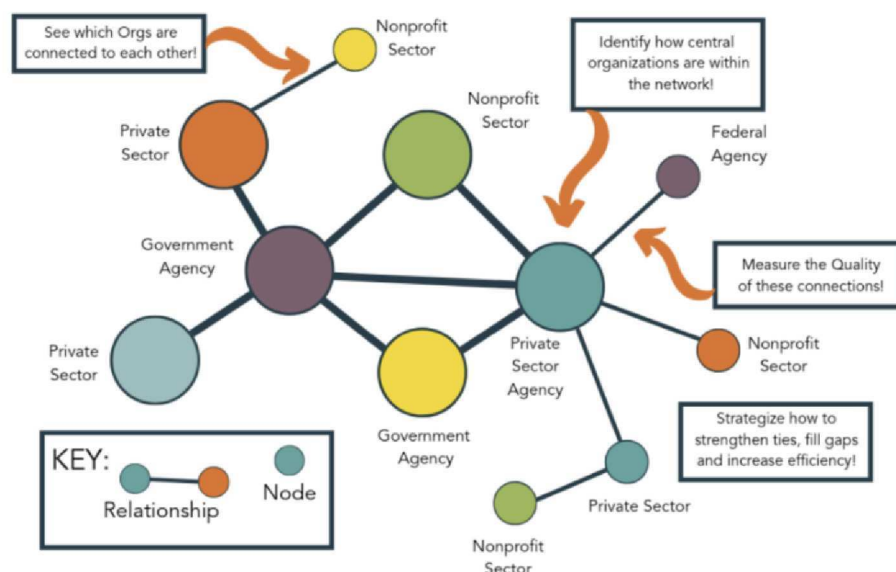 See which Orgs are
connected to each other!
Nonprofit
Sector
Identify how central
organizations are within
the network!
Nonprofit
Sector
Private
Sector
Federal
Agency
Government
Agency
Measure the Quality
of these connections!
Private
Sector
Private
Sector
Agency
Nonprofit
Sector
Government
Agency
Strategize how to
strengthen ties, fill gaps
and increase efficiency!
KEY:
Relationship
Node
Private Sector
Nonprofit
Sector